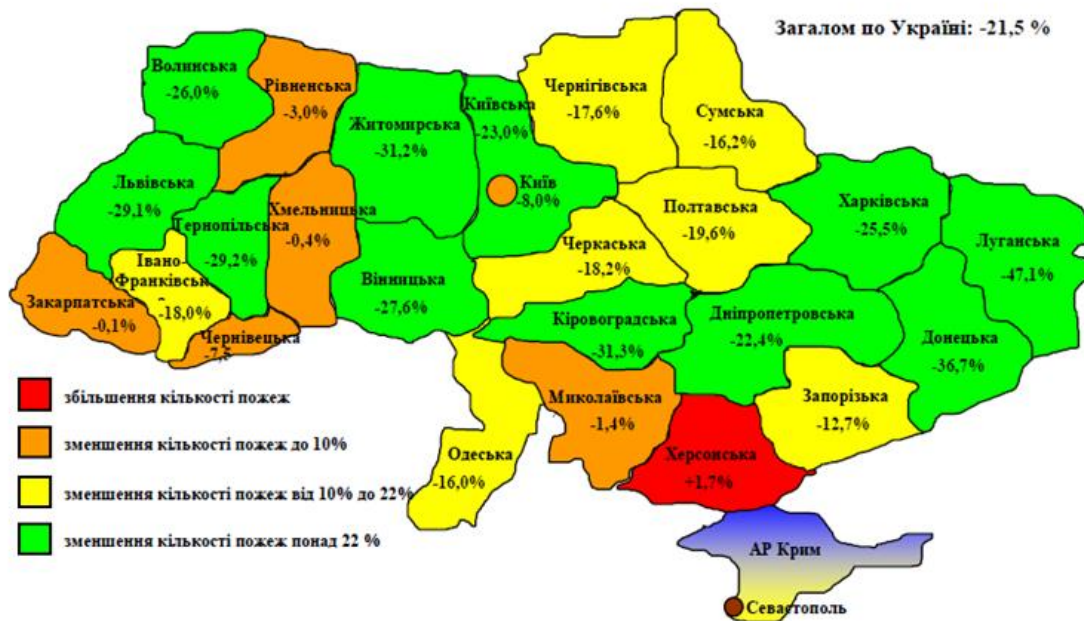 Загалом по Україні: -21,5 %
Волинська
-26,0%
Рівненська
-3,0%
Житомирська
-31,2%
Київська
-23,0%
Чернігівська
-17,6%
Сумська
-16,2%
Львівська
-29,1%
Тернопільська
-29,2%
Хмельницька
-0,4%
Київ
-8,0%
Полтавська
-19,6%
Харківська
-25,5%
Луганська
-47,1%
Черкаська
-18,2%
Івано-
Франківськ
-18,0%
Закарпатська
-0,1%
Чернівецька
-7,5
Вінницька
-27,6%
Кіровоградська
-31,3%
Дніпропетровська
-22,4%
Донецька
-36,7%
Миколаївська
-1,4%
Запорізька
-12,7%
Одеська
-16,0%
Херсонська
+1,7%
АР Крим
Севастополь
збільшення кількості пожеж
зменшення кількості пожеж до 10%
зменшення кількості пожеж від 10% до 22%
зменшення кількості пожеж понад 22 %